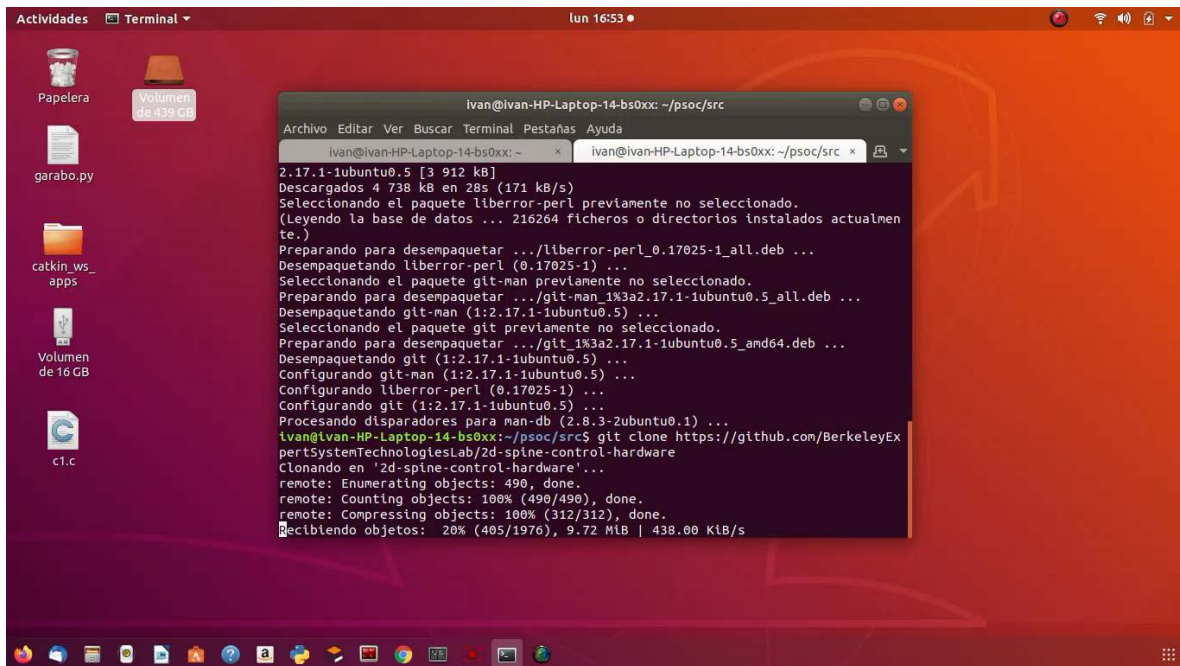 Actividades Terminal lun 16:53
Papelera
Volumen
de 439 GB
garabo.py
catkin_ws_
apps
Volumen
de 16 GB
c1.c
ivan@ivan-HP-Laptop-14-bs0xx: ~/psoc/src
Archivo Editar Ver Buscar Terminal Pestañas Ayuda
ivan@ivan-HP-Laptop-14-bs0xx: ~ × ivan@ivan-HP-Laptop-14-bs0xx: ~/psoc/src ×
2.17.1-1ubuntu0.5 [3 912 kB]
Descargados 4 738 kB en 28s (171 kB/s)
Seleccionando el paquete liberror-perl previamente no seleccionado.
(Leyendo la base de datos ... 216264 ficheros o directorios instalados actualmen
te.)
Preparando para desempaquetar .../liberror-perl_0.17025-1_all.deb ...
Desempaquetando liberror-perl (0.17025-1) ...
Seleccionando el paquete git-man previamente no seleccionado.
Preparando para desempaquetar .../git-man_1%3a2.17.1-1ubuntu0.5_all.deb ...
Desempaquetando git-man (1:2.17.1-1ubuntu0.5) ...
Seleccionando el paquete git previamente no seleccionado.
Preparando para desempaquetar .../git_1%3a2.17.1-1ubuntu0.5_amd64.deb ...
Desempaquetando git (1:2.17.1-1ubuntu0.5) ...
Configurando git-man (1:2.17.1-1ubuntu0.5) ...
Configurando liberror-perl (0.17025-1) ...
Configurando git (1:2.17.1-1ubuntu0.5) ...
Procesando disparadores para man-db (2.8.3-2ubuntu0.1) ...
ivan@ivan-HP-Laptop-14-bs0xx:~/psoc/src$ git clone https://github.com/BerkeleyEx
pertSystemTechnologiesLab/2d-spine-control-hardware
Clonando en '2d-spine-control-hardware'...
remote: Enumerating objects: 490, done.
remote: Counting objects: 100% (490/490), done.
remote: Compressing objects: 100% (312/312), done.
Recibiendo objetos: 20% (405/1976), 9.72 MiB | 438.00 KiB/s